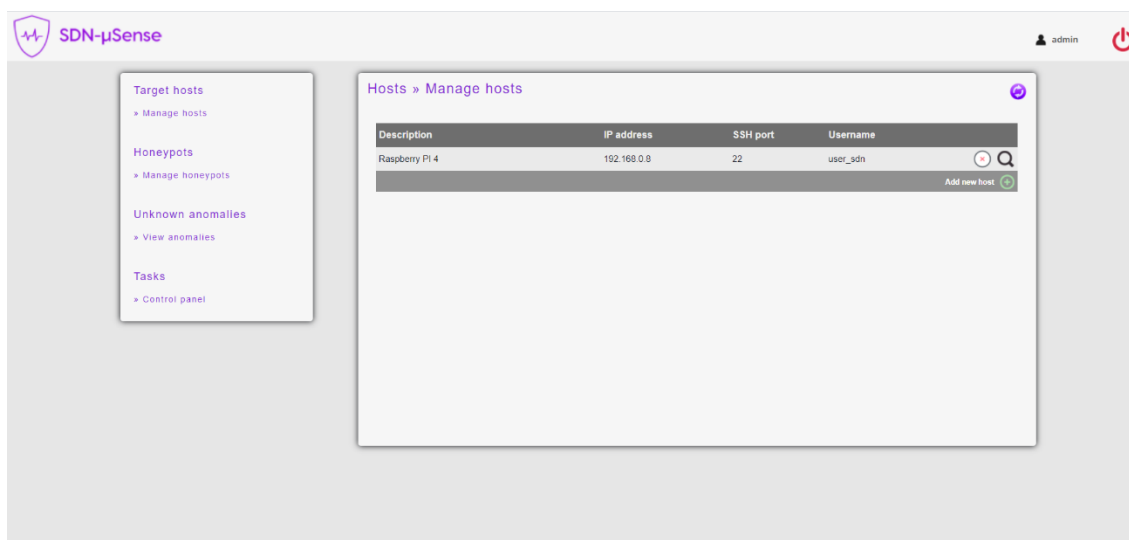 SDN-µSense
admin
Target hosts
» Manage hosts
Honeypots
» Manage honeypots
Unknown anomalies
» View anomalies
Tasks
» Control panel
Hosts » Manage hosts
Description IP address SSH port Username
Raspberry PI 4 192.168.0.8 22 user_sdn
Add new host